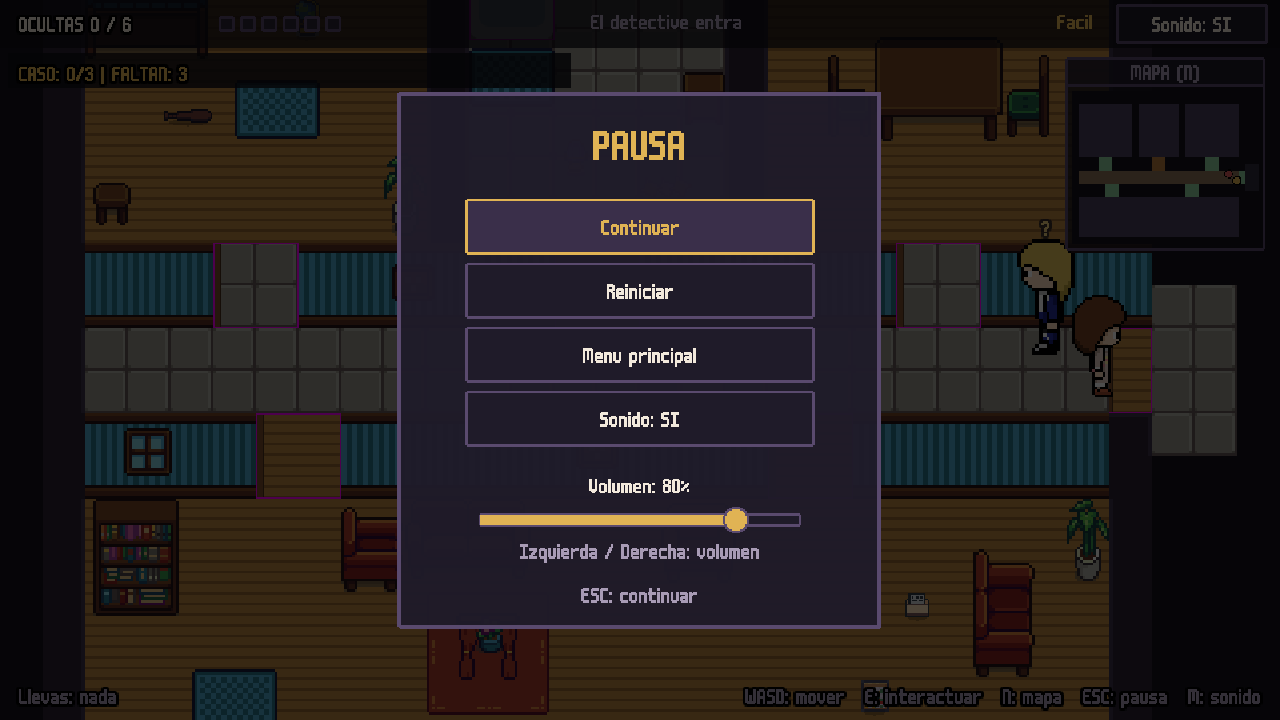 OCULTAS 0 / 6
El detective entra
Facil
Sonido: SI
CASO: 0/3 | FALTAN: 3
MAPA (N)
PAUSA
Continuar
?
Reiniciar
Menu principal
Sonido: SI
Volumen: 80%
Izquierda / Derecha: volumen
ESC: continuar
Llevas: nada
WASD: mover E: interactuar N: mapa ESC: pausa M: sonido